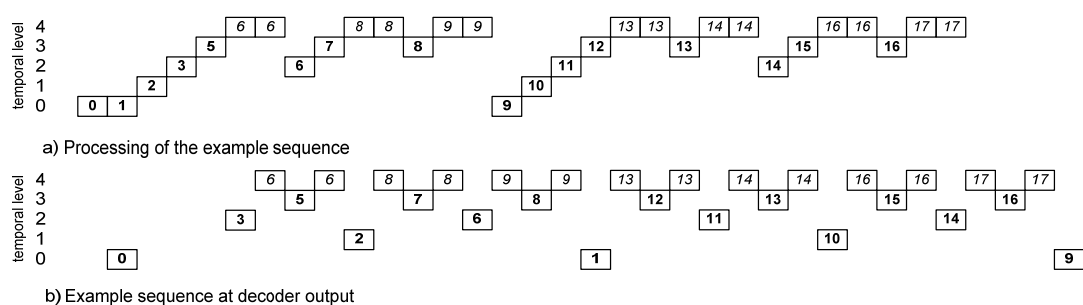 temporal level
4 6 6 8 8 9 9 13 13 14 14 16 16 17 17
3 5 7 8 12 13 15 16
2 3 6 11 14
1 2 10
0 0 1 9
a) Processing of the example sequence
temporal level
4 6 6 8 8 9 9 13 13 14 14 16 16 17 17
3 5 7 8 12 13 15 16
2 3 6 11 14
1 2 10
0 0 1 9
b) Example sequence at decoder output